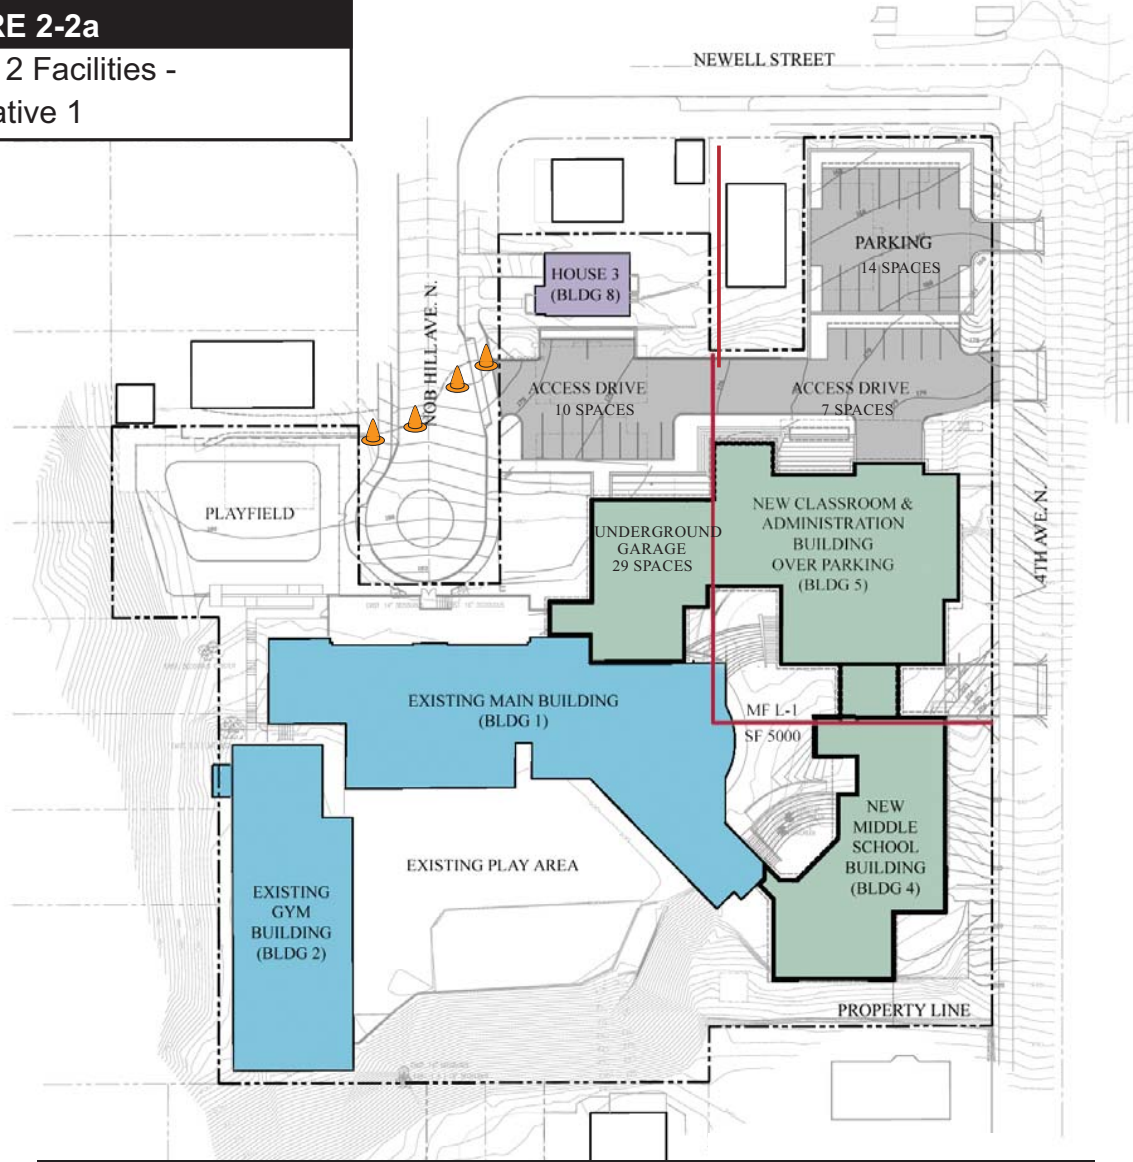 RE 2-2a
2 Facilities -
ative 1
NEWELL STREET
PARKING
14 SPACES
HOUSE 3
(BLDG 8)
NOB HILL AVE. N.
ACCESS DRIVE
10 SPACES
ACCESS DRIVE
7 SPACES
PLAYFIELD
UNDERGROUND
GARAGE
29 SPACES
NEW CLASSROOM &
ADMINISTRATION
BUILDING
OVER PARKING
(BLDG 5)
4TH AVE. N.
EXISTING MAIN BUILDING
(BLDG 1)
MF L-1
SF 5000
NEW
MIDDLE
SCHOOL
BUILDING
(BLDG 4)
EXISTING PLAY AREA
EXISTING
GYM
BUILDING
(BLDG 2)
PROPERTY LINE